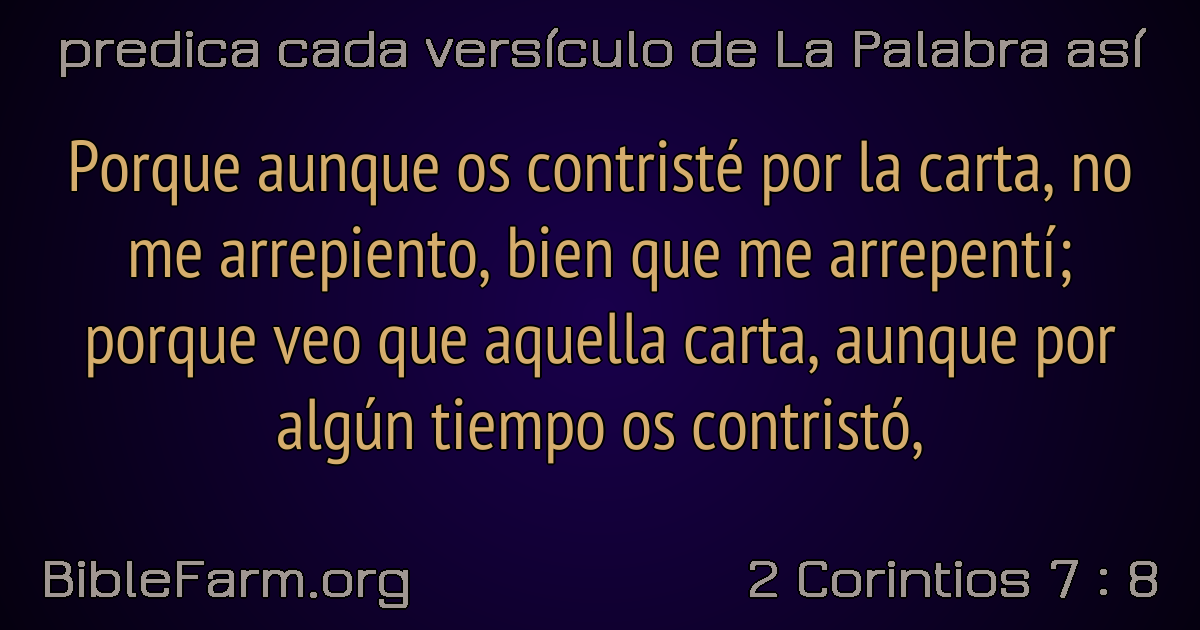 predica cada versículo de La Palabra así
Porque aunque os contristé por la carta, no
me arrepiento, bien que me arrepentí;
porque veo que aquella carta, aunque por
algún tiempo os contristó,
BibleFarm.org
2 Corintios 7 : 8